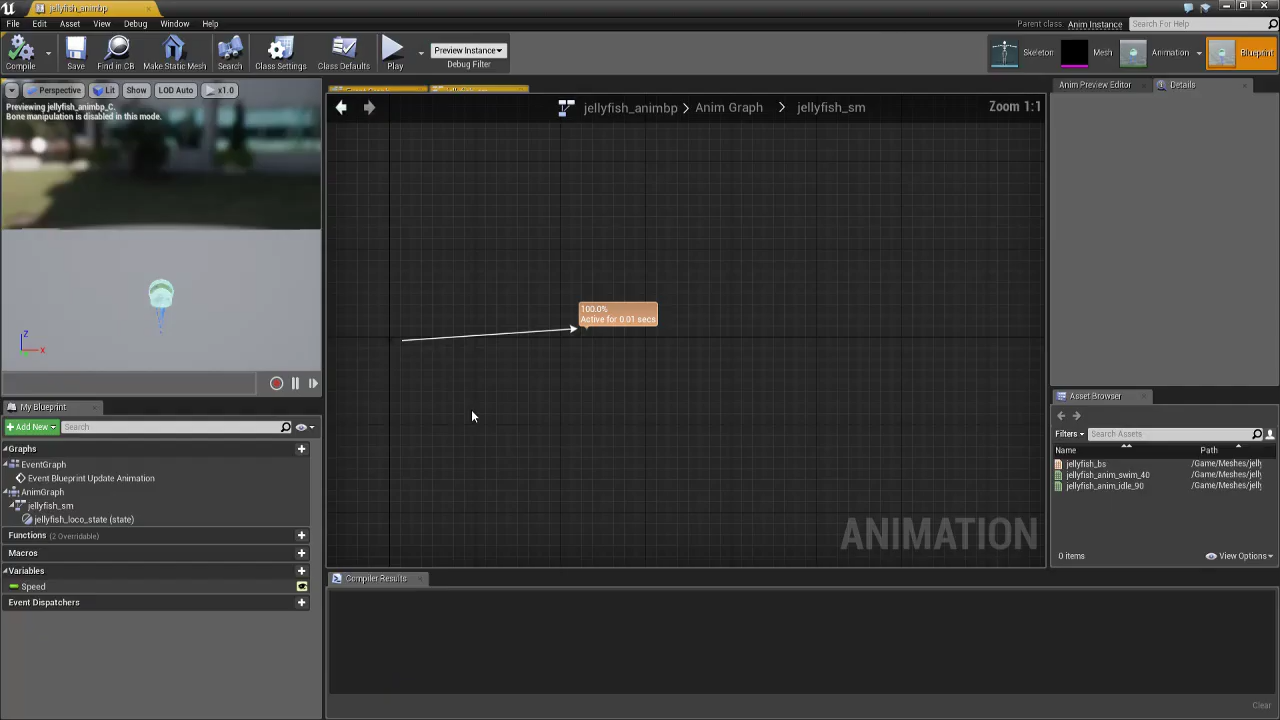 jellyfish_animbp
File Edit Asset View Window Debug Window Help
Parent class: Anim Instance Search For Help
Compile Save Find in CB Make Static Mesh Search Class Settings Class Defaults Play
Preview Instance
Debug Filter
Skeleton Mesh Animation Blueprint
Perspective Lit Show LOD Auto x1.0
Previewing jellyfish_animbp_C.
Bone manipulation is disabled in this mode.
jellyfish_animbp Anim Graph jellyfish_sm Zoom 1:1
Anim Preview Editor Details
100.0%
Active for 0.01 secs
Z
X
My Blueprint
Add New Search
Graphs
EventGraph
Event Blueprint Update Animation
AnimGraph
jellyfish_sm
jellyfish_loco_state (state)
Functions (2 Overridable)
Macros
Variables
Speed
Event Dispatchers
Asset Browser
Filters Search Assets
Name Path
jellyfish_bs /Game/Meshes/jelly
jellyfish_anim_swim_40 /Game/Meshes/jelly
jellyfish_anim_idle_90 /Game/Meshes/jelly
0 items View Options
ANIMATION
Compiler Results
Clear